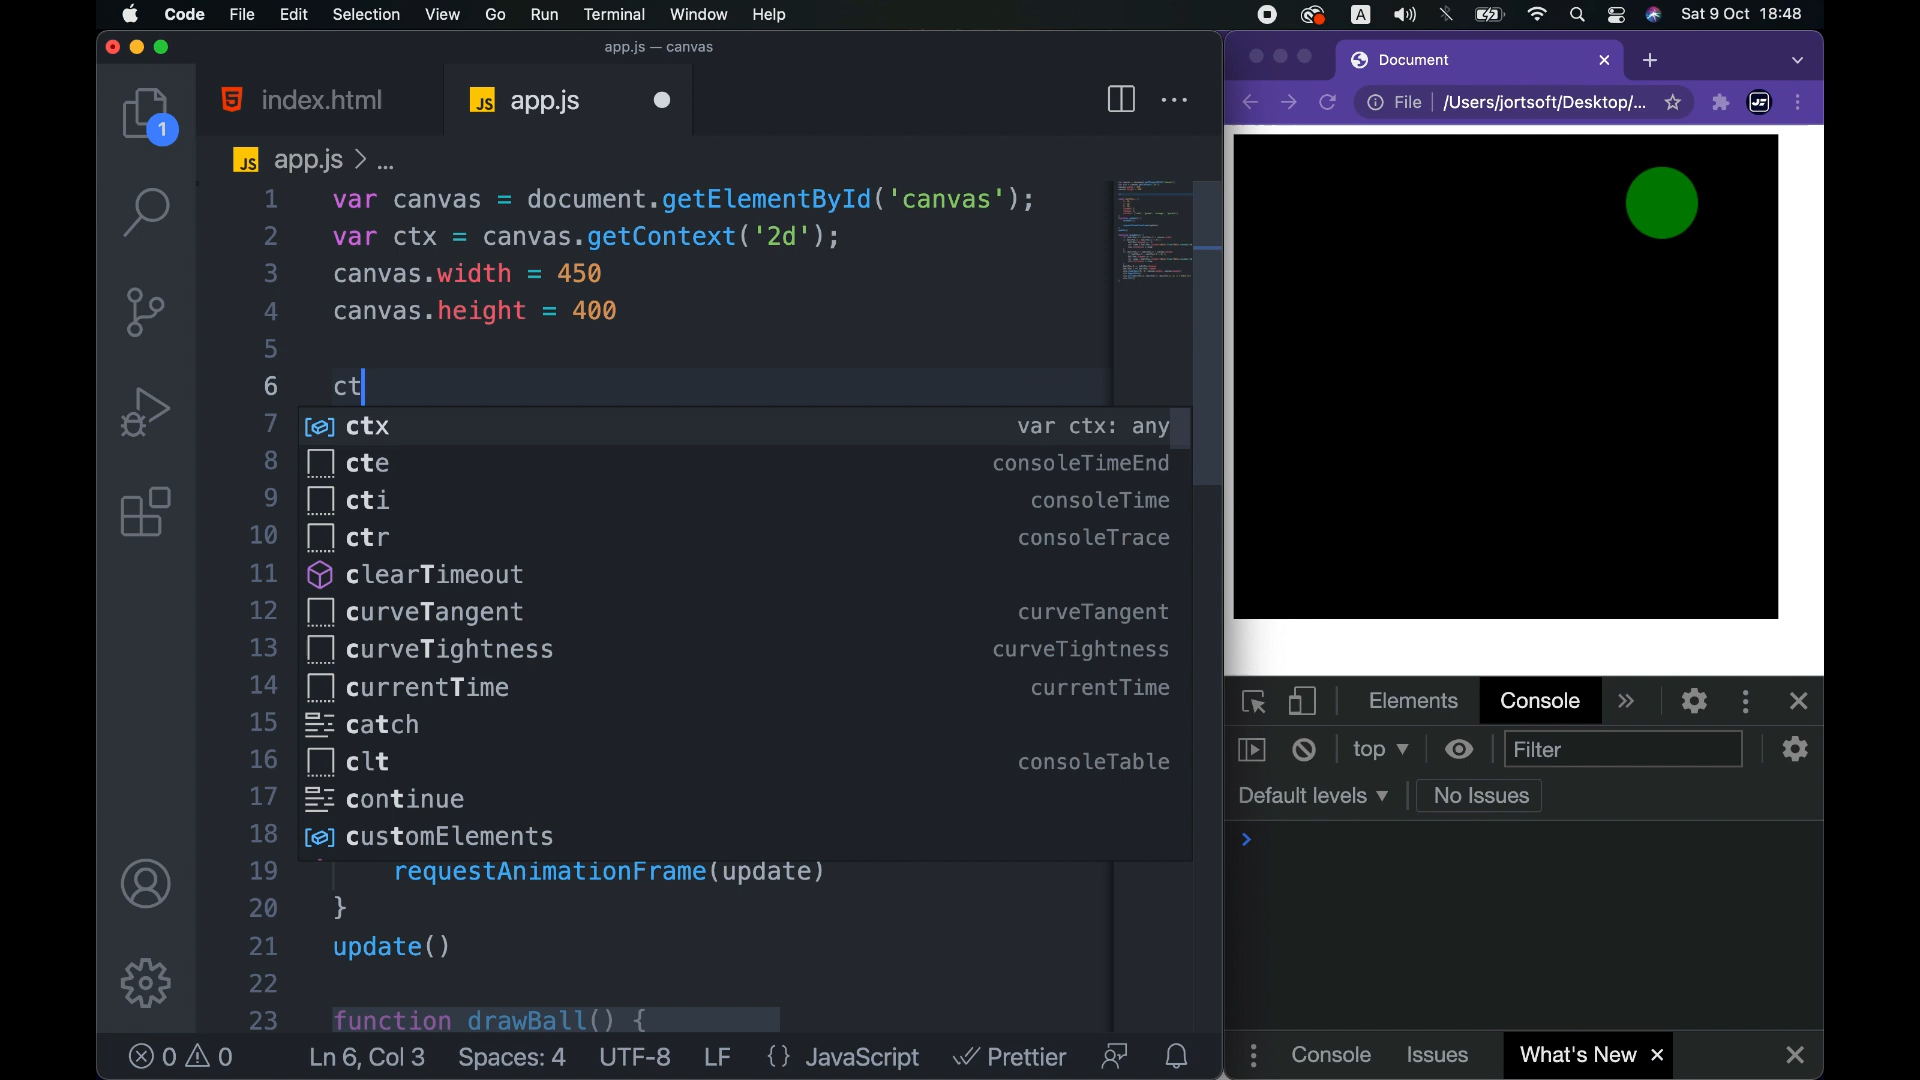 Code File Edit Selection View Go Run Terminal Window Help
A Sat 9 Oct 18:48
app.js — canvas
index.html
JS app.js
JS app.js > ...
1
1 var canvas = document.getElementById('canvas');
2 var ctx = canvas.getContext('2d');
3 canvas.width = 450
4 canvas.height = 400
5
6 ct
7
8
9
10
11
12
13
14
15
16
17
18
ctx var ctx: any
cte consoleTimeEnd
cti consoleTime
ctr consoleTrace
clearTimeout
curveTangent curveTangent
curveTightness curveTightness
currentTime currentTime
catch
clt consoleTable
continue
customElements
19 requestAnimationFrame(update)
20 }
21 update()
22
23 function drawBall() {
0 0 Ln 6, Col 3 Spaces: 4 UTF-8 LF {} JavaScript Prettier
Document
File /Users/jortsoft/Desktop/...
Elements Console »
top ▼ Filter
Default levels ▼ No Issues
>
Console Issues What's New